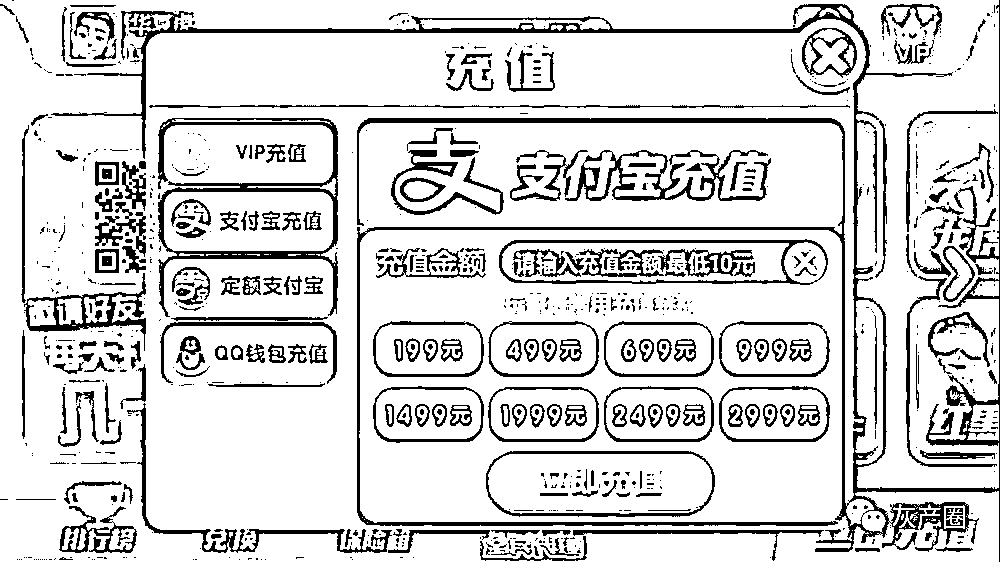 VIP
充值
VIP充值
支付宝充值
定额支付宝
QQ钱包充值
支
支付宝充值
充值金额
请输入充值金额,最低10元
199元
499元
699元
999元
1499元
1999元
2499元
2999元
立即充值
邀请好友
排行榜
兑换
保险箱
灰产圈
立即充值